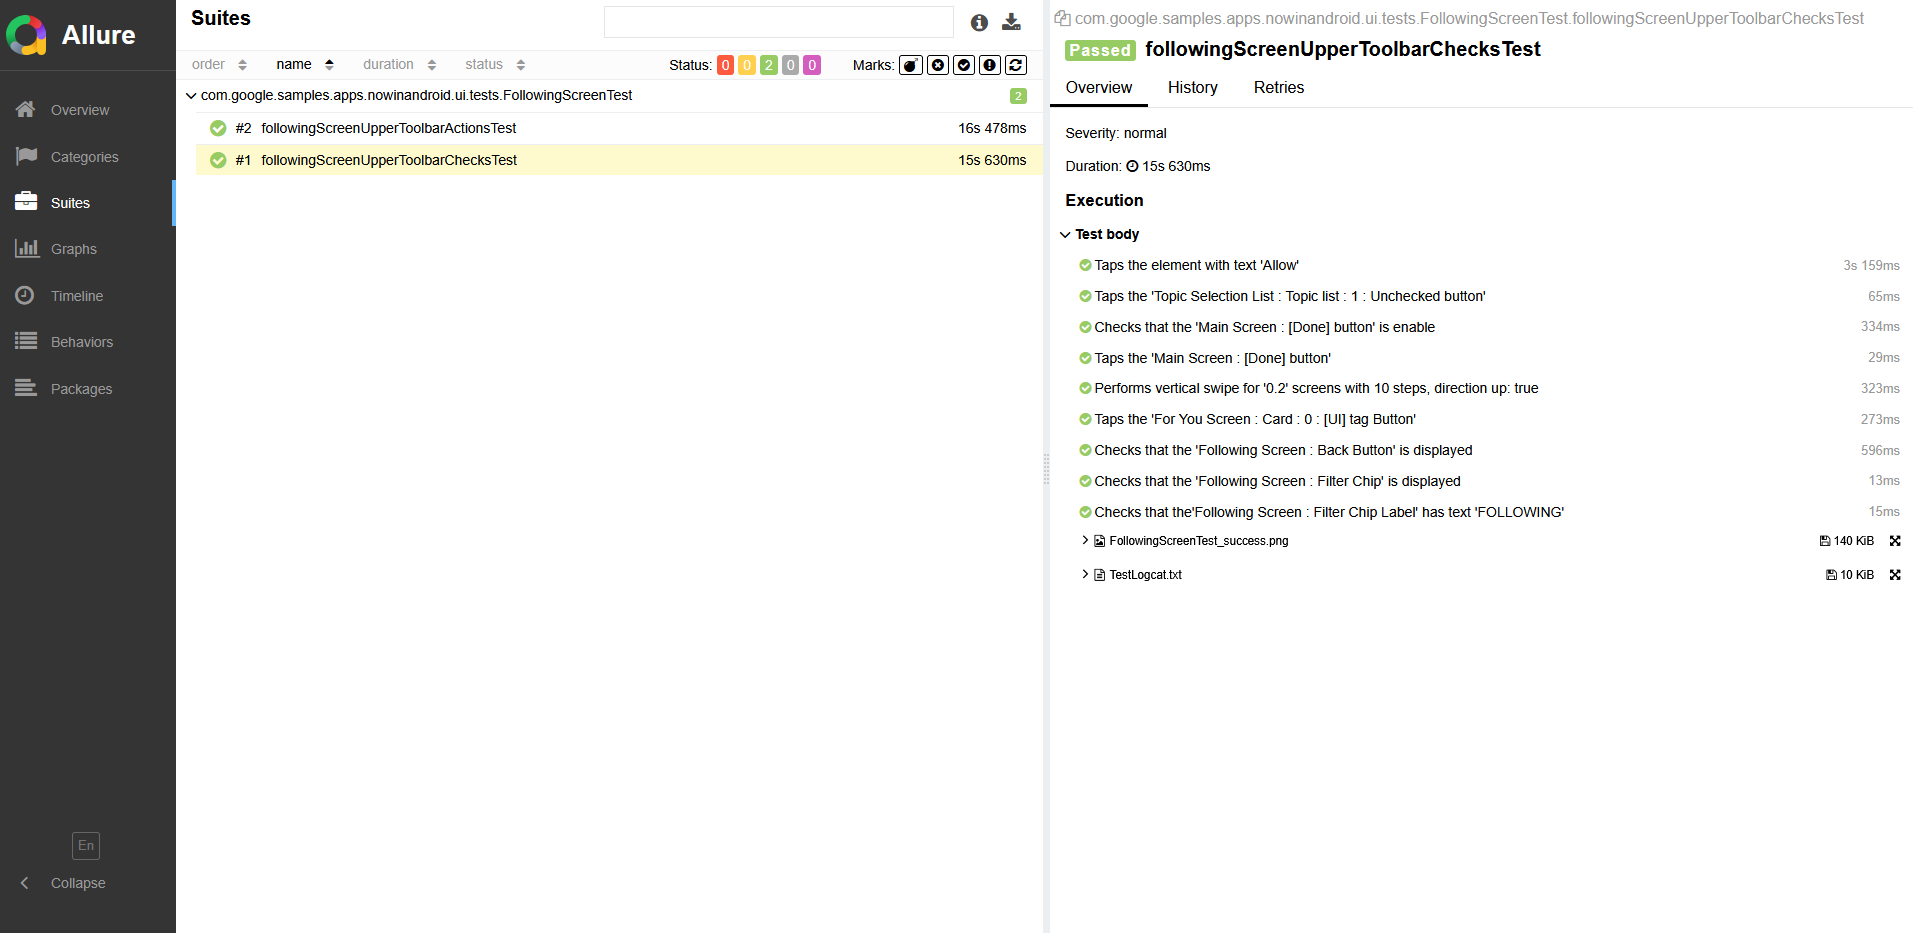 Allure
Overview
Categories
Suites
Graphs
Timeline
Behaviors
Packages
En
Collapse
Suites
order name duration status Status: 0 0 2 0 0 Marks:
com.google.samples.apps.nowinandroid.ui.tests.FollowingScreenTest 2
#2 followingScreenUpperToolbarActionsTest 16s 478ms
#1 followingScreenUpperToolbarChecksTest 15s 630ms
com.google.samples.apps.nowinandroid.ui.tests.FollowingScreenTest.followingScreenUpperToolbarChecksTest
Passed followingScreenUpperToolbarChecksTest
Overview History Retries
Severity: normal
Duration: 15s 630ms
Execution
Test body
Taps the element with text 'Allow' 3s 159ms
Taps the 'Topic Selection List : Topic list : 1 : Unchecked button' 65ms
Checks that the 'Main Screen : [Done] button' is enable 334ms
Taps the 'Main Screen : [Done] button' 29ms
Performs vertical swipe for '0.2' screens with 10 steps, direction up: true 323ms
Taps the 'For You Screen : Card : 0 : [UI] tag Button' 273ms
Checks that the 'Following Screen : Back Button' is displayed 596ms
Checks that the 'Following Screen : Filter Chip' is displayed 13ms
Checks that the'Following Screen : Filter Chip Label' has text 'FOLLOWING' 15ms
FollowingScreenTest_success.png 140 KiB
TestLogcat.txt 10 KiB